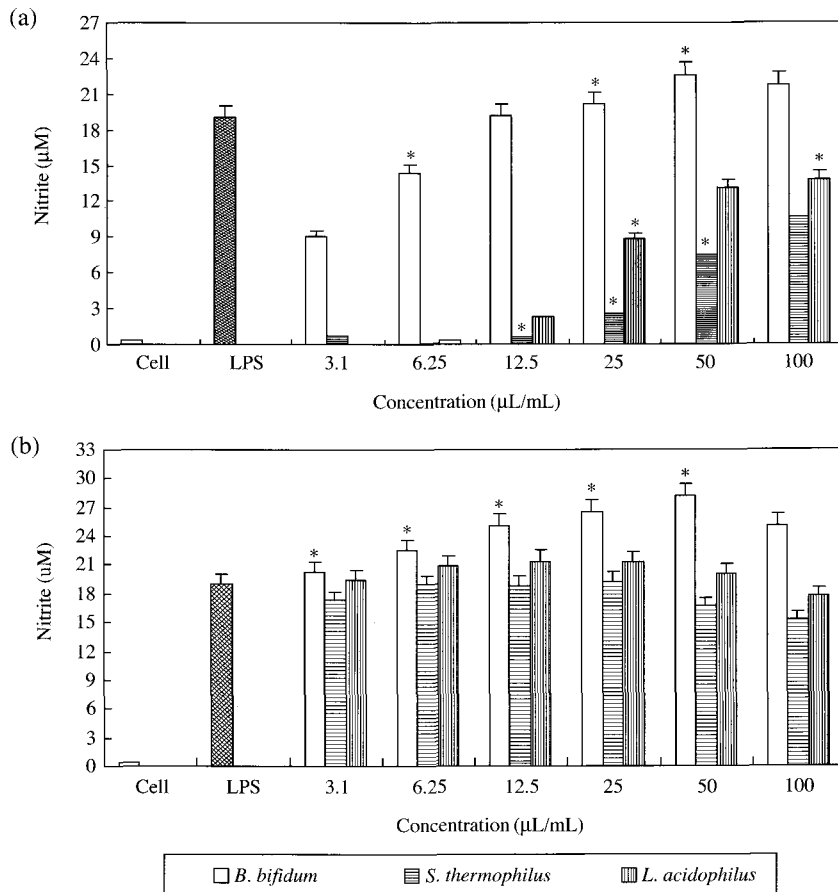 (a)
27
24
21
18
15
12
9
6
3
0
Nitrite (µM)
* * * * * * * *
Cell LPS 3.1 6.25 12.5 25 50 100
Concentration (µL/mL)
(b)
33
30
27
24
21
18
15
12
9
6
3
0
Nitrite (uM)
* * * * *
Cell LPS 3.1 6.25 12.5 25 50 100
Concentration (µL/mL)
B. bifidum S. thermophilus L. acidophilus